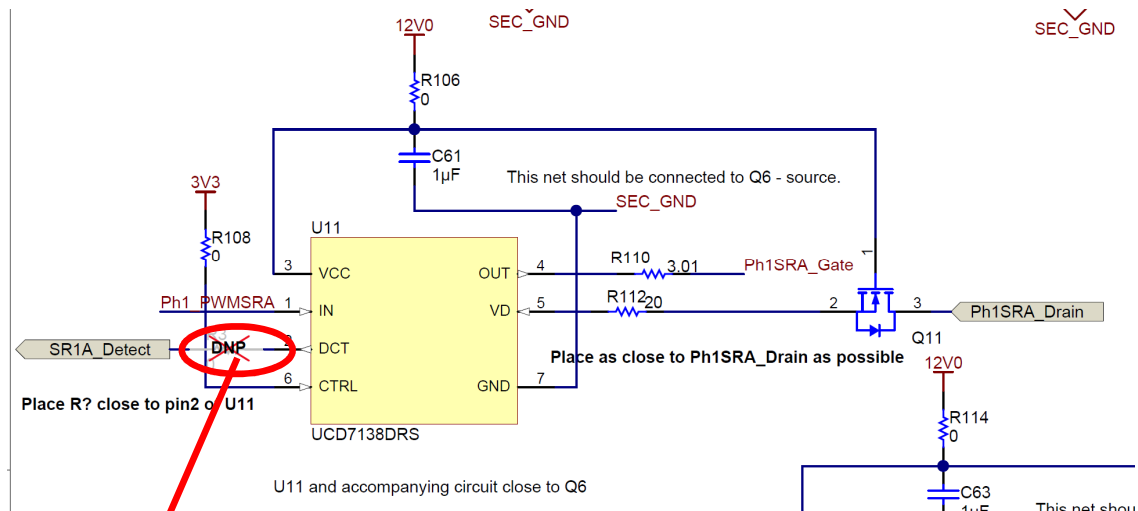 SEC_GND
SEC_GND
12V0
R106
0
C61
1µF
This net should be connected to Q6 - source.
3V3
SEC_GND
R108
0
U11
3
VCC
OUT
4
R110
3.01
Ph1SRA_Gate
1
Ph1_PWMSRA
1
IN
VD
5
R112
20
2
3
Ph1SRA_Drain
Q11
SR1A_Detect
DNP
DCT
Place as close to Ph1SRA_Drain as possible
6
CTRL
GND
7
12V0
Place R? close to pin2 of U11
UCD7138DRS
R114
0
U11 and accompanying circuit close to Q6
C63
1µF